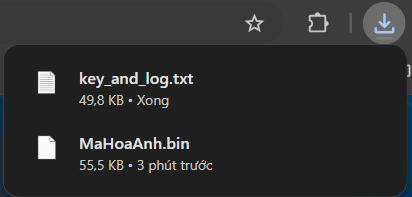 key_and_log.txt
49,8 KB • Xong
MaHoaAnh.bin
55,5 KB • 3 phút trước